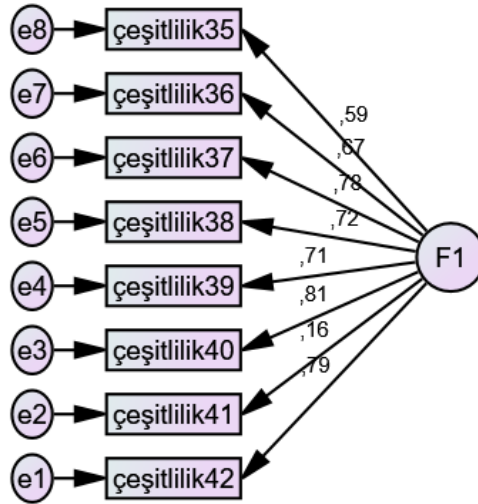 e8 çeşitlilik35
,59
e7 çeşitlilik36
,67
e6 çeşitlilik37
,78
e5 çeşitlilik38
,72
F1
e4 çeşitlilik39
,71
e3 çeşitlilik40
,81
e2 çeşitlilik41
,16
e1 çeşitlilik42
,79